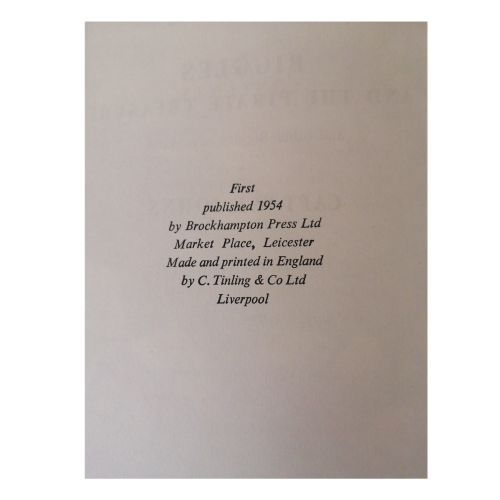 First
published 1954
by Brockhampton Press Ltd
Market Place, Leicester
Made and printed in England
by C. Tinling & Co Ltd
Liverpool